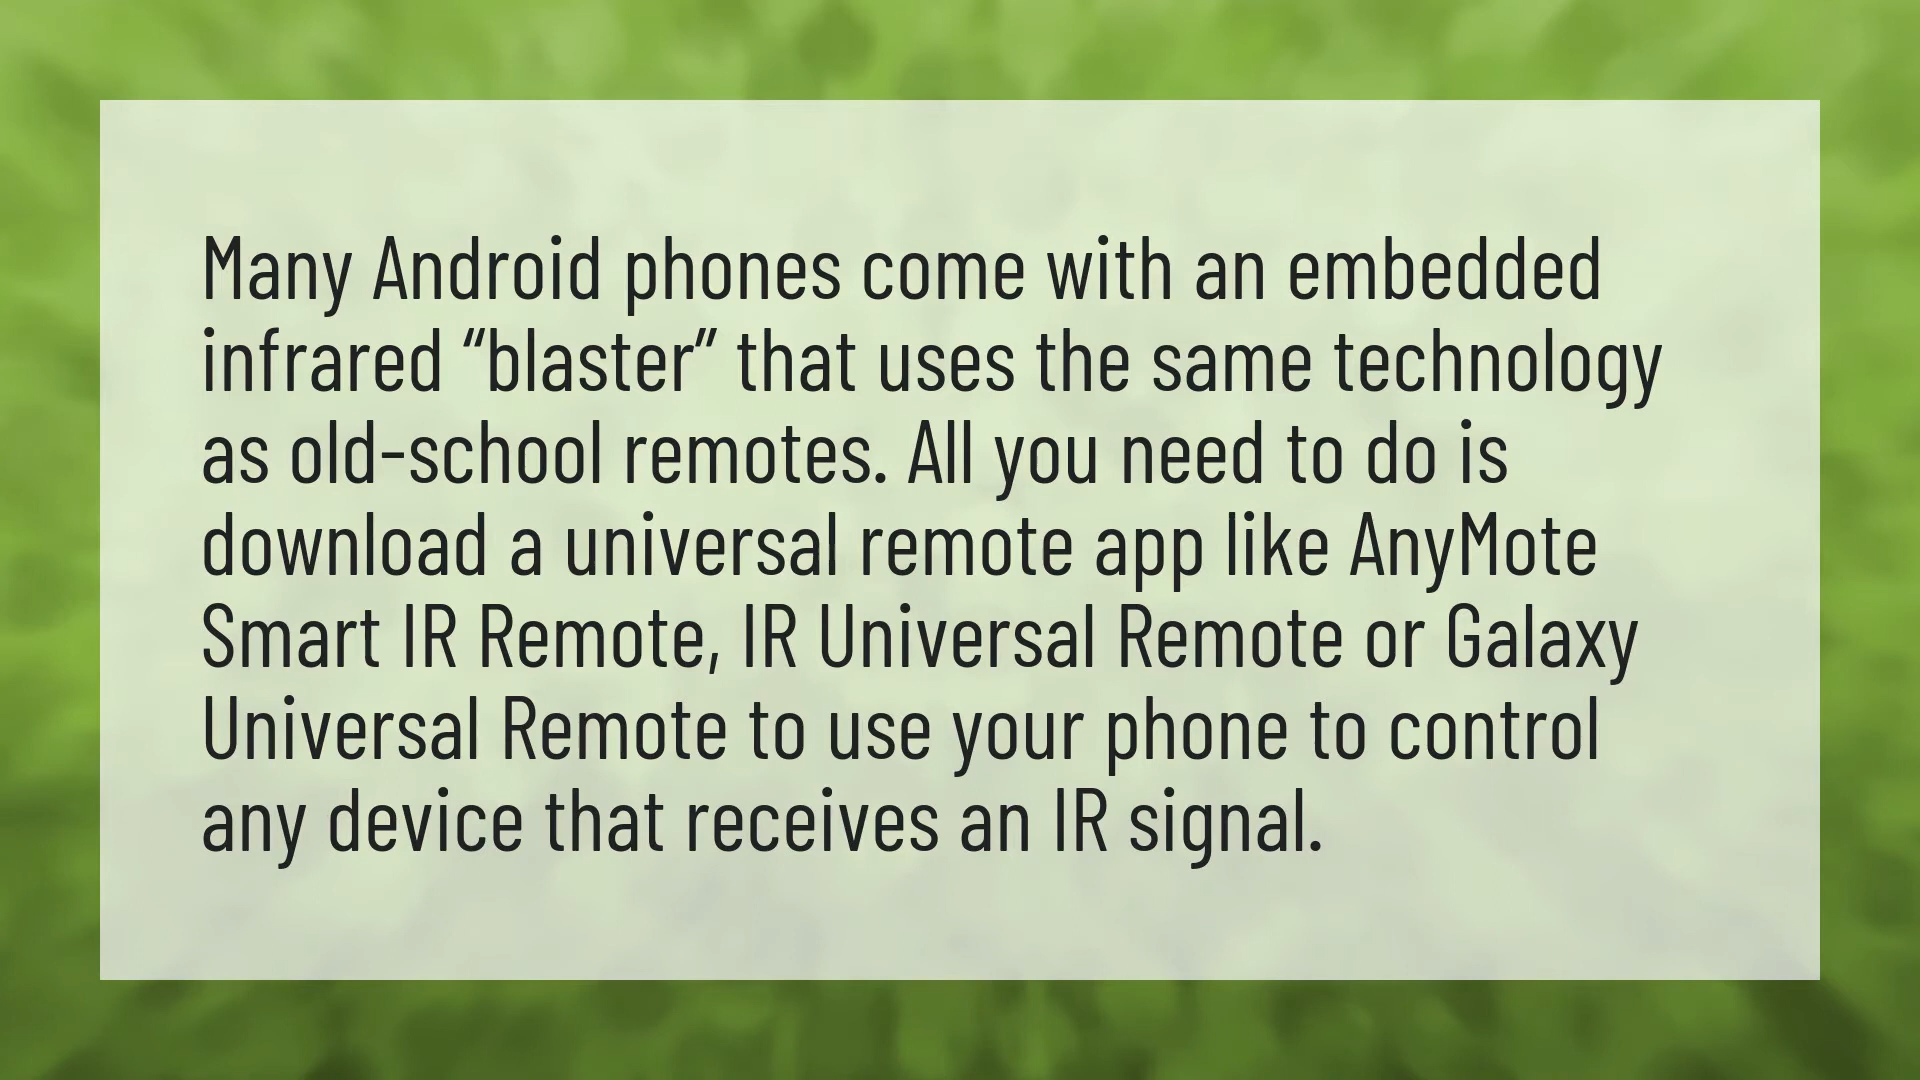 Many Android phones come with an embedded
infrared “blaster” that uses the same technology
as old-school remotes. All you need to do is
download a universal remote app like AnyMote
Smart IR Remote, IR Universal Remote or Galaxy
Universal Remote to use your phone to control
any device that receives an IR signal.